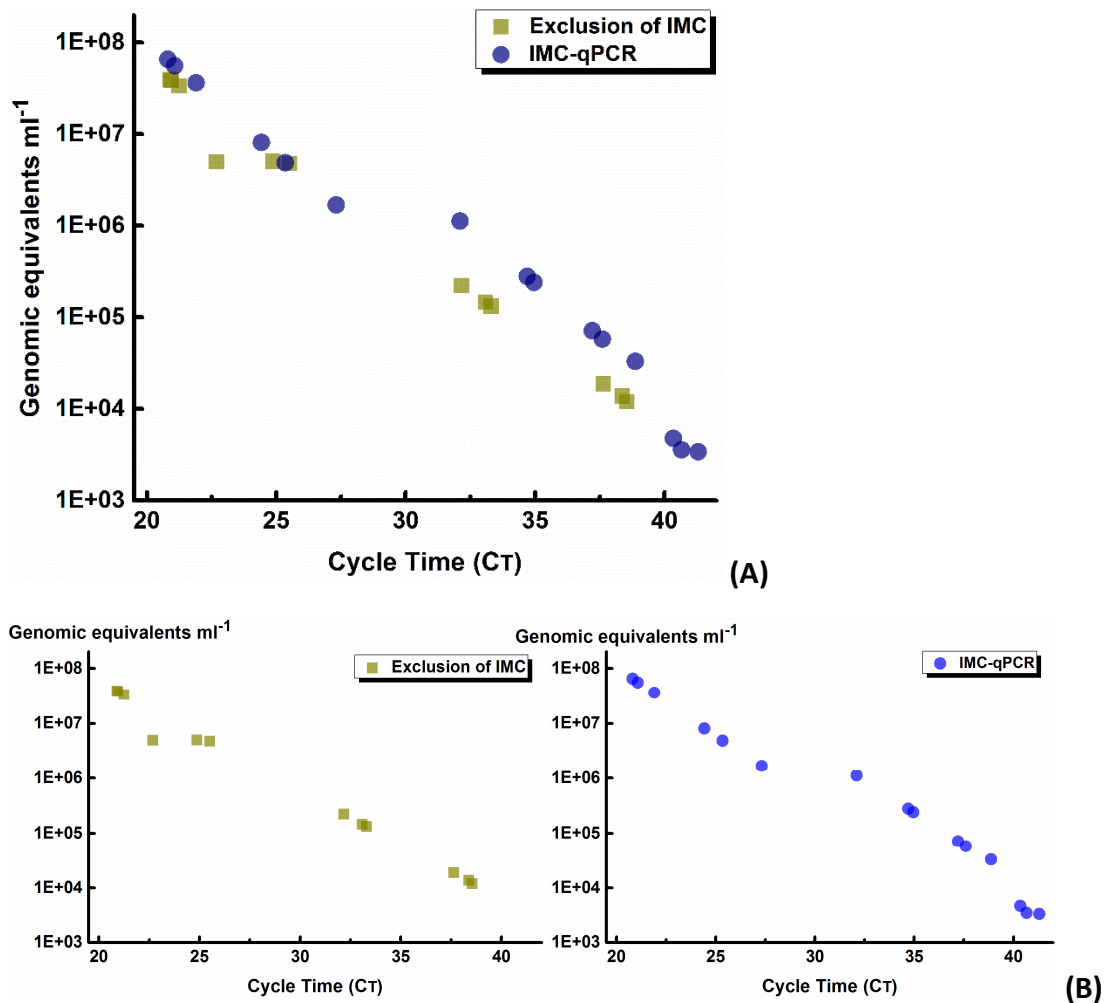 Exclusion of IMC
IMC-qPCR
Genomic equivalents ml⁻¹
1E+08
1E+07
1E+06
1E+05
1E+04
1E+03
20 25 30 35 40
Cycle Time (CT)
(A)
Genomic equivalents ml⁻¹
Exclusion of IMC
1E+08
1E+07
1E+06
1E+05
1E+04
1E+03
20 25 30 35 40
Cycle Time (CT)
Genomic equivalents ml⁻¹
IMC-qPCR
1E+08
1E+07
1E+06
1E+05
1E+04
1E+03
20 25 30 35 40
Cycle Time (CT)
(B)